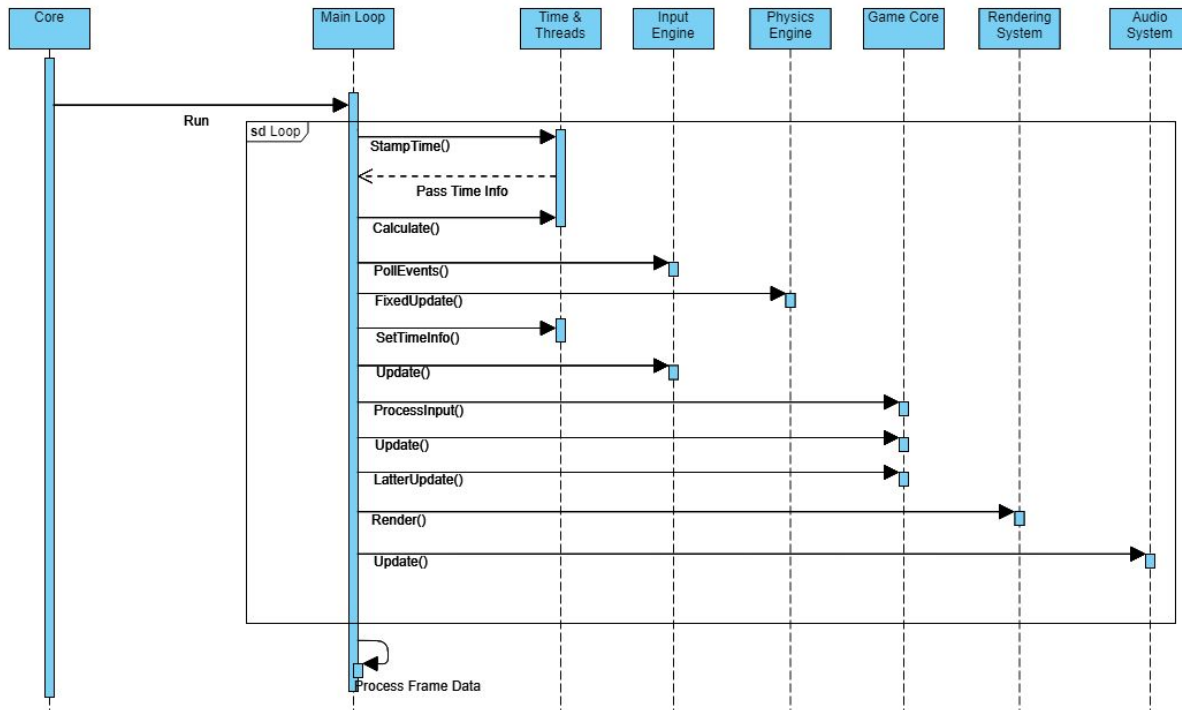 Core
Main Loop
Time &
Threads
Input
Engine
Physics
Engine
Game Core
Rendering
System
Audio
System
Run
sd Loop
StampTime()
Pass Time Info
Calculate()
PollEvents()
FixedUpdate()
SetTimeInfo()
Update()
ProcessInput()
Update()
LatterUpdate()
Render()
Update()
Process Frame Data